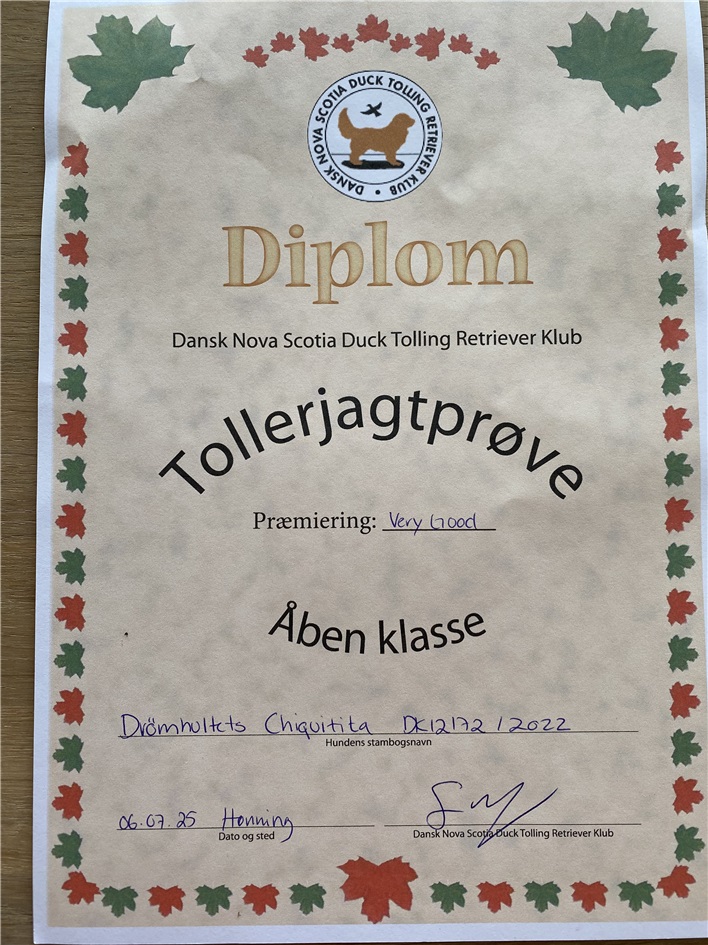 DANSK NOVA SCOTIA DUCK TOLLING RETRIEVER KLUB •
Diplom
Dansk Nova Scotia Duck Tolling Retriever Klub
Tollerjagtprøve
Præmiering: Very Good
Åben klasse
Drömhultets Chiquitita DK12172/2022
Hundens stambogsnavn
06.07.25 Hønning
Dato og sted
Dansk Nova Scotia Duck Tolling Retriever Klub